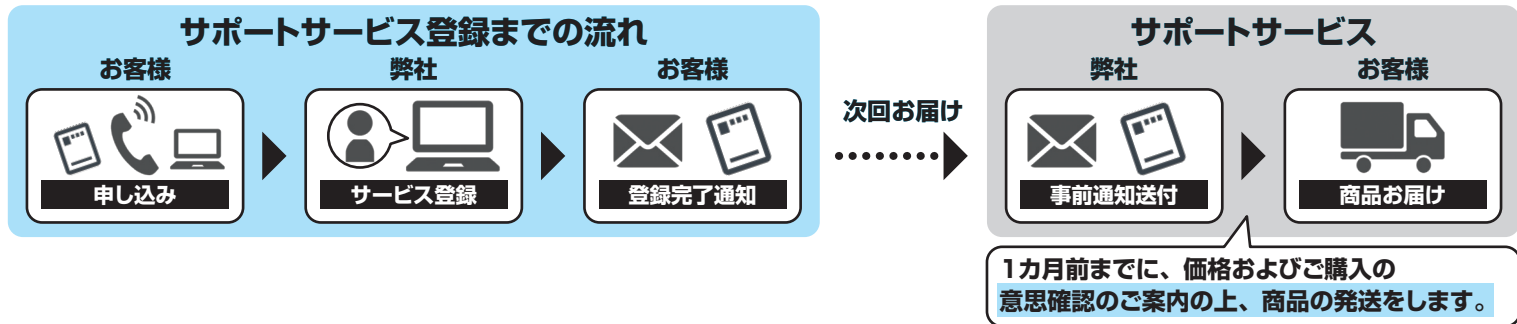 サポートサービス登録までの流れ
お客様
申し込み
弊社
サービス登録
お客様
登録完了通知
次回お届け
サポートサービス
弊社
事前通知送付
お客様
商品お届け
1カ月前までに、価格およびご購入の
意思確認のご案内の上、商品の発送をします。